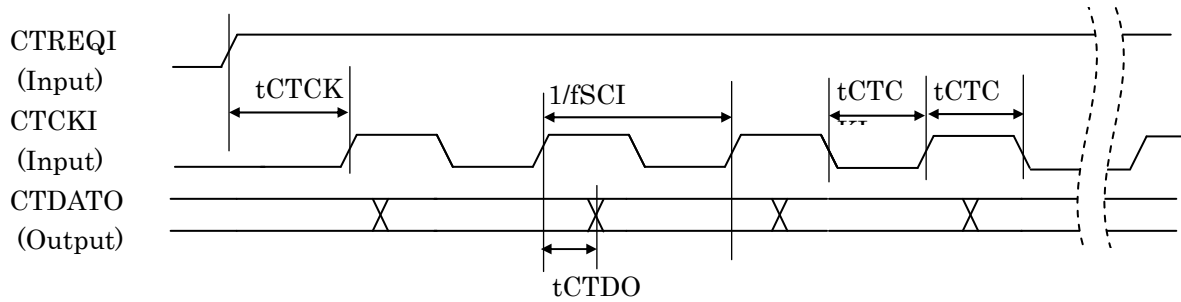 CTREQI
(Input)
tCTCK
1/fSCI
tCTC
tCTC
CTCKI
(Input)
CTDATO
(Output)
tCTDO